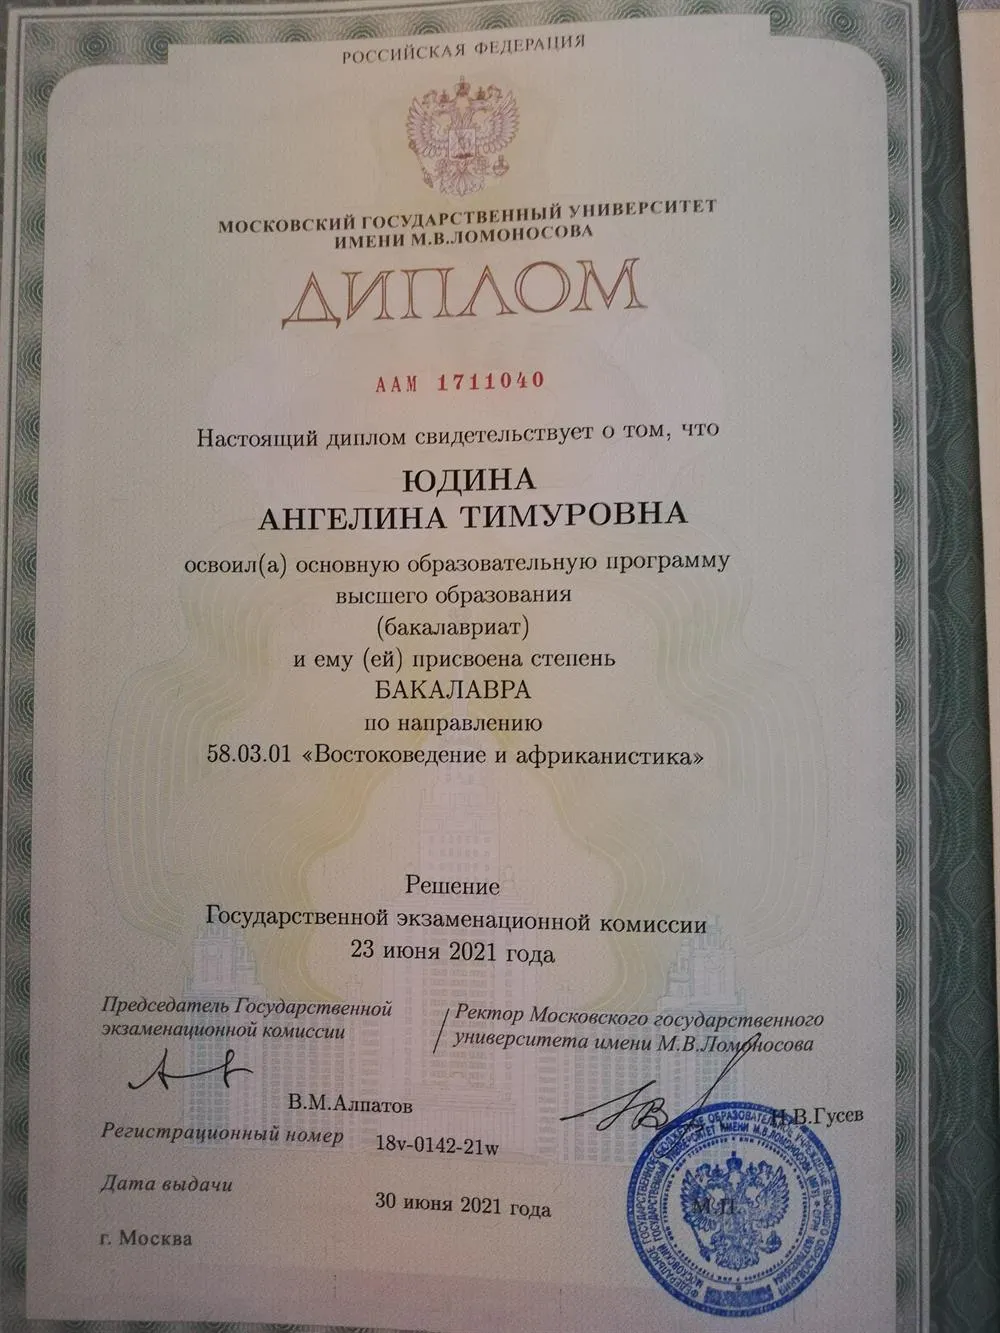 РОССИЙСКАЯ ФЕДЕРАЦИЯ
МОСКОВСКИЙ ГОСУДАРСТВЕННЫЙ УНИВЕРСИТЕТ
ИМЕНИ М.В.ЛОМОНОСОВА
ДИПЛОМ
ААМ 1711040
Настоящий диплом свидетельствует о том, что
ЮДИНА
АНГЕЛИНА ТИМУРОВНА
освоил(а) основную образовательную программу
высшего образования
(бакалавриат)
и ему (ей) присвоена степень
БАКАЛАВРА
по направлению
58.03.01 «Востоковедение и африканистика»
Решение
Государственной экзаменационной комиссии
23 июня 2021 года
Председатель Государственной
экзаменационной комиссии
В.М.Алпатов
Ректор Московского государственного
университета имени М.В.Ломоносова
Н.В.Гусев
Регистрационный номер 18v-0142-21w
Дата выдачи 30 июня 2021 года
г. Москва
М.П.